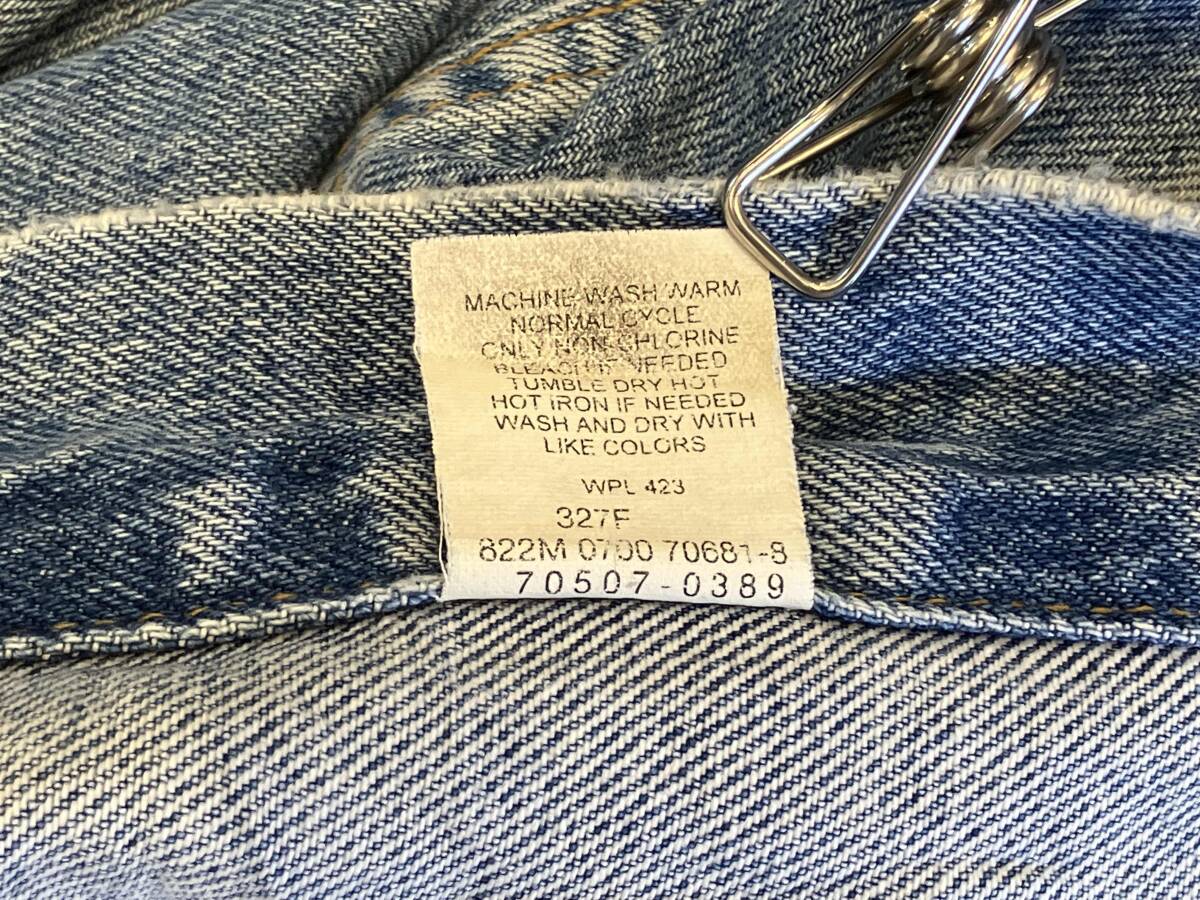 MACHINE WASH WARM
NORMAL CYCLE
ONLY NON-CHLORINE
BLEACH IF NEEDED
TUMBLE DRY HOT
HOT IRON IF NEEDED
WASH AND DRY WITH
LIKE COLORS
WPL 423
327F
822M 0700 70681-8
70507-0389